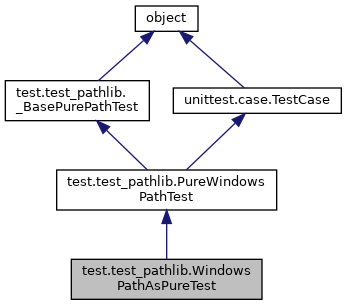 object
test.test_pathlib.
_BasePurePathTest
unittest.case.TestCase
test.test_pathlib.PureWindows
PathTest
test.test_pathlib.Windows
PathAsPureTest